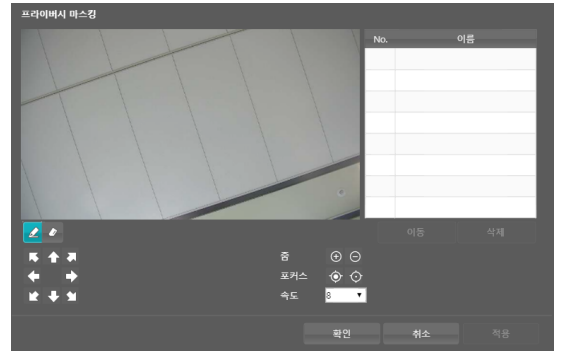 프라이버시 마스킹
No. 이름
이동 삭제
줌
포커스
속도 8
확인 취소 적용